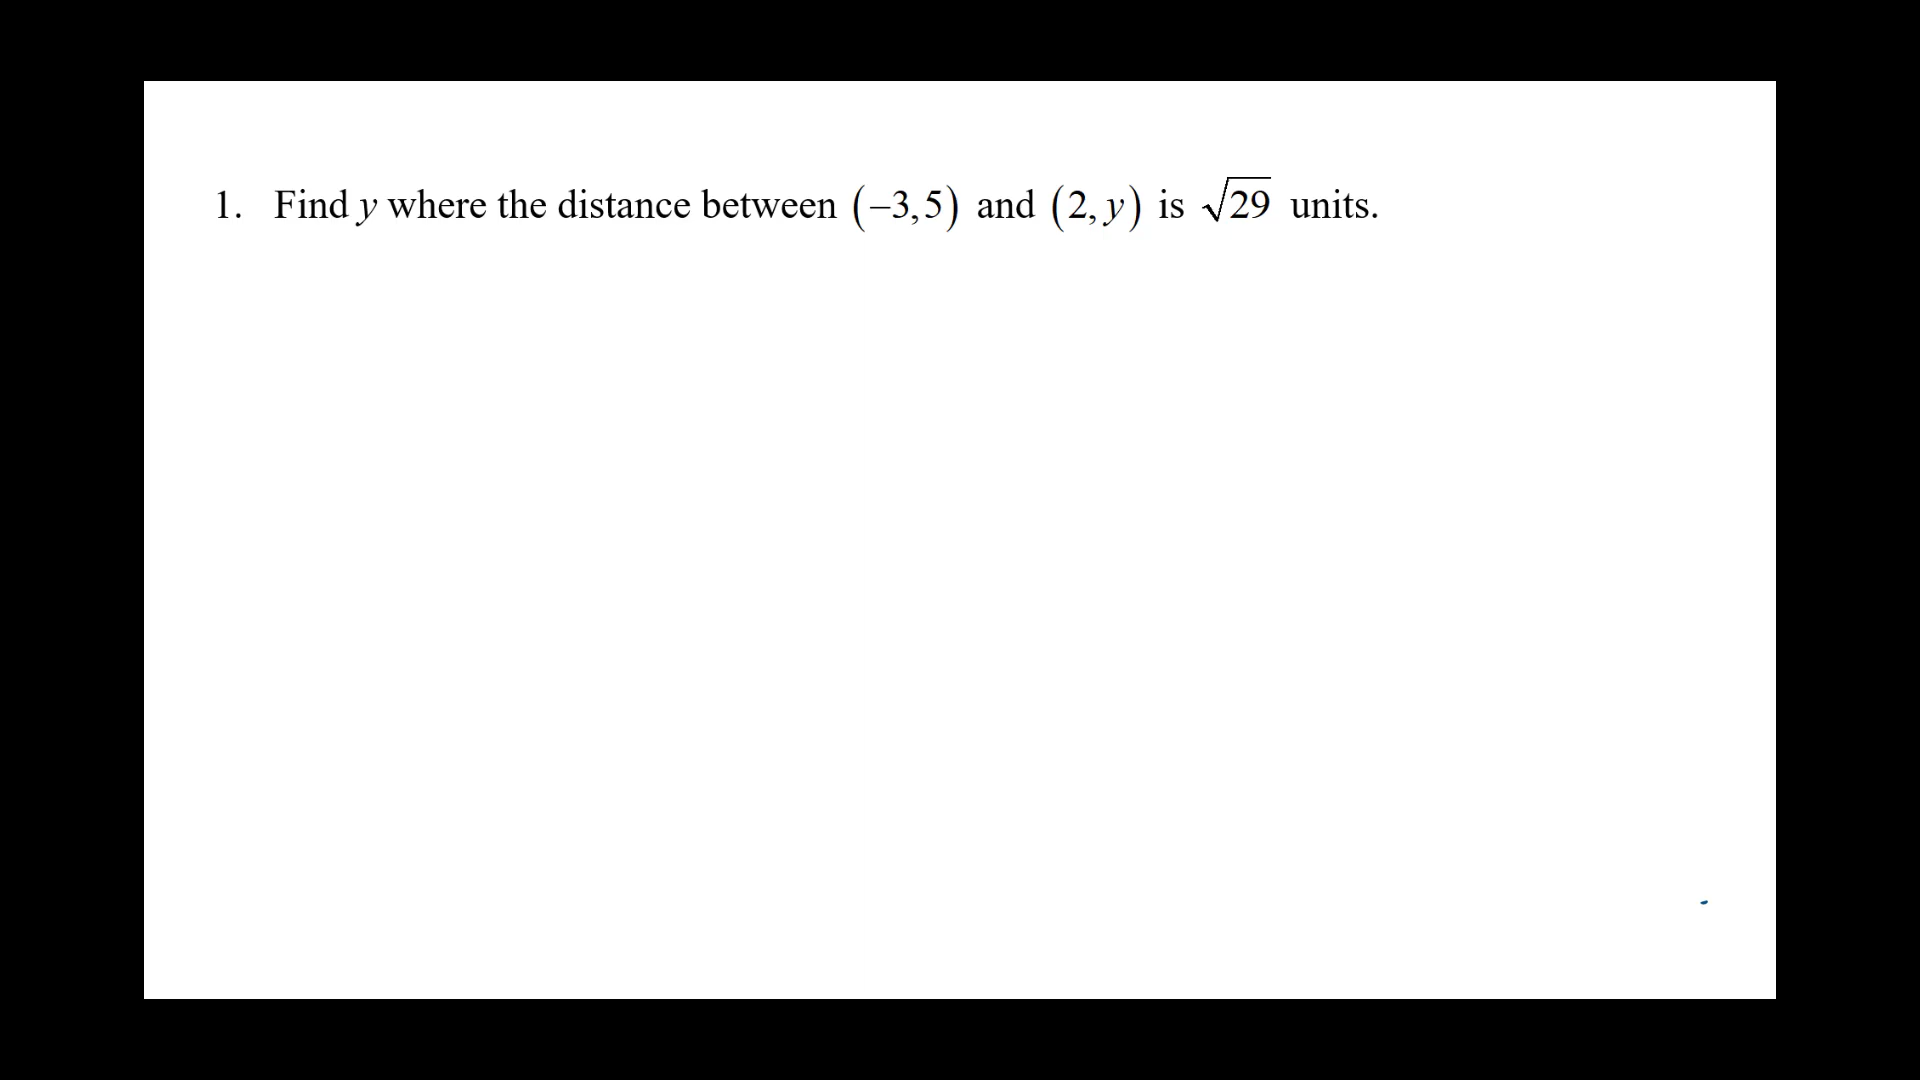 1. Find y where the distance between (−3,5) and (2, y) is √29 units.